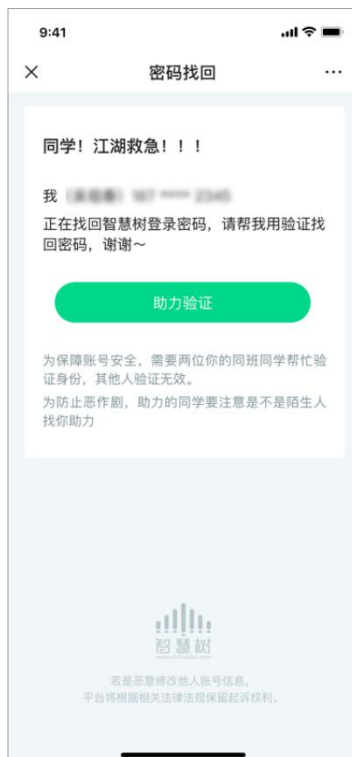 9:41
密码找回
同学！江湖救急！！！
我
正在找回智慧树登录密码，请帮我用验证找
回密码，谢谢～
助力验证
为保障账号安全，需要两位你的同班同学帮忙验
证身份，其他人验证无效。
为防止恶作剧，助力的同学要注意是不是陌生人
找你助力
智慧树
若是恶意修改他人账号信息，
平台将根据相关法律法规保留起诉权利。